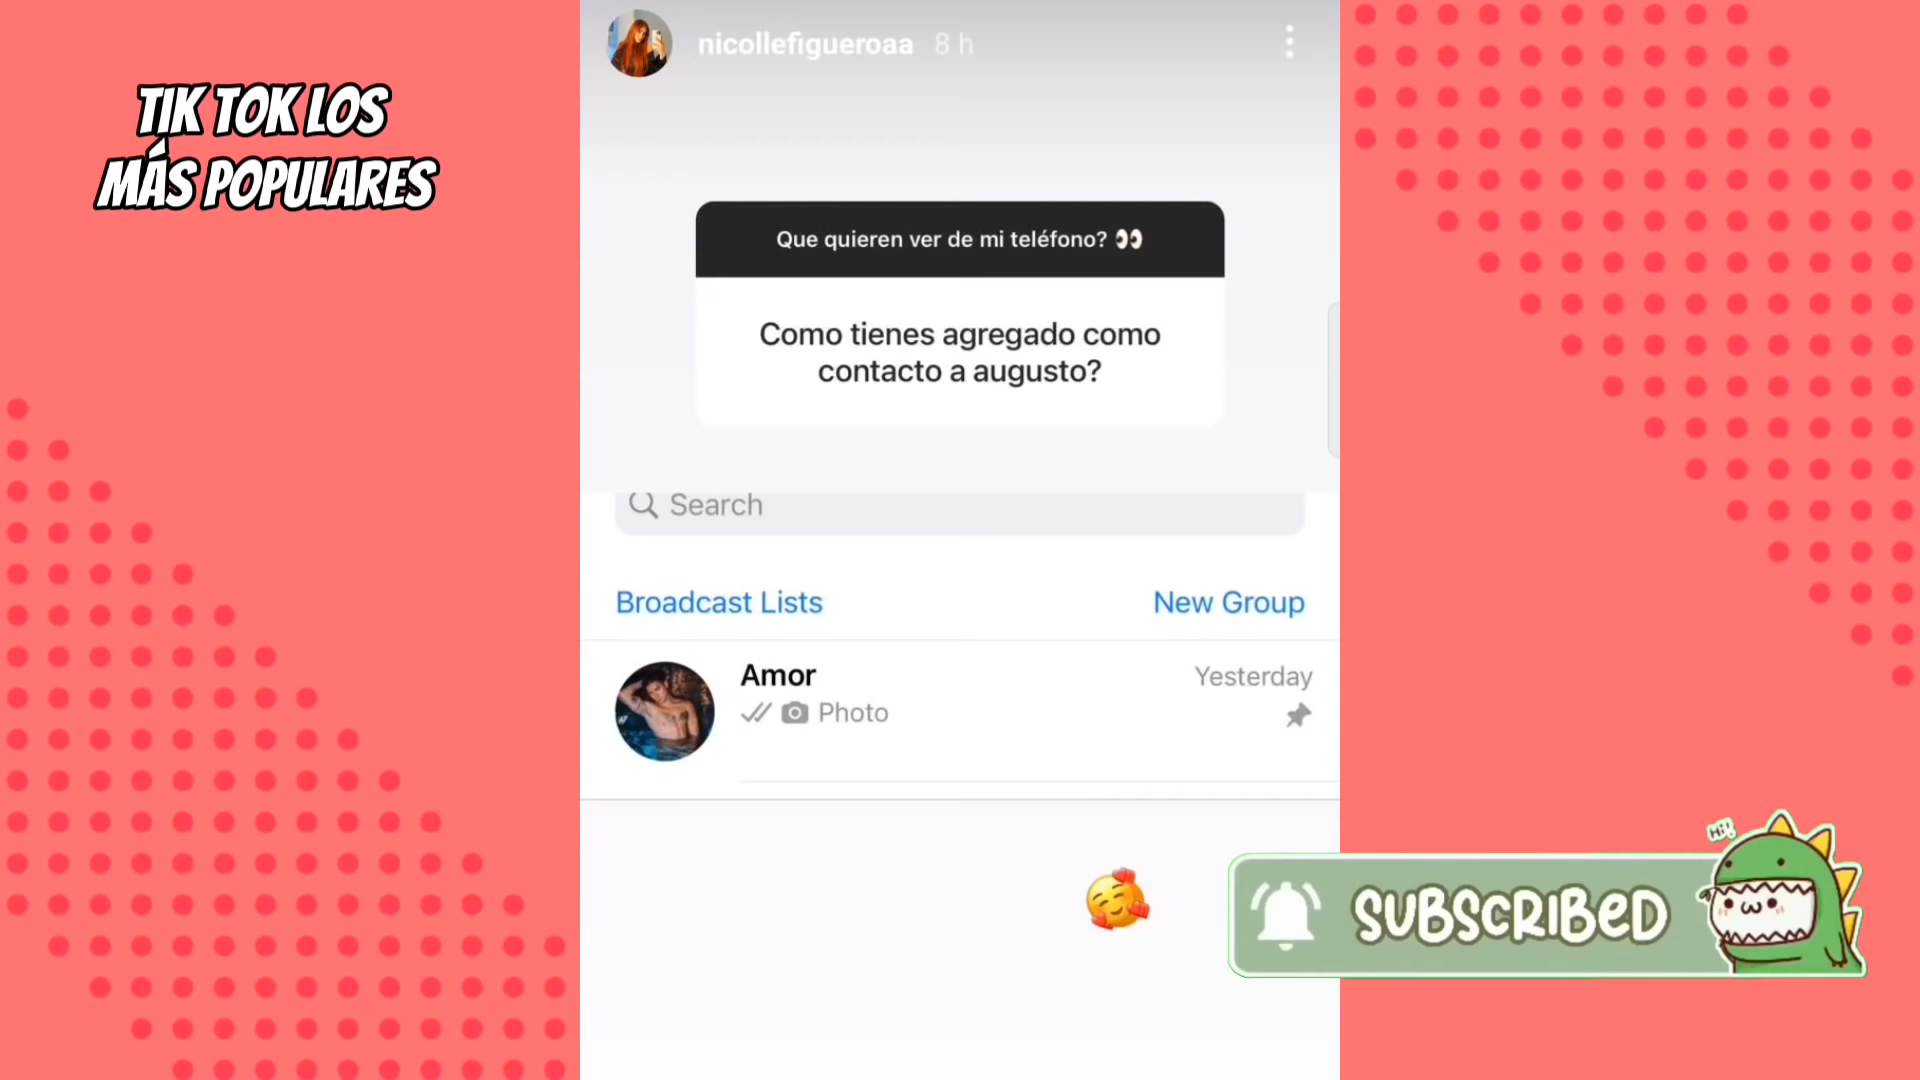 TIK TOK LOS
MÁS POPULARES
nicollefigueroaa 8 h
Que quieren ver de mi teléfono? 👀
Como tienes agregado como
contacto a augusto?
Search
Broadcast Lists New Group
Amor Yesterday
Photo
Hi!
SUBSCRIBED